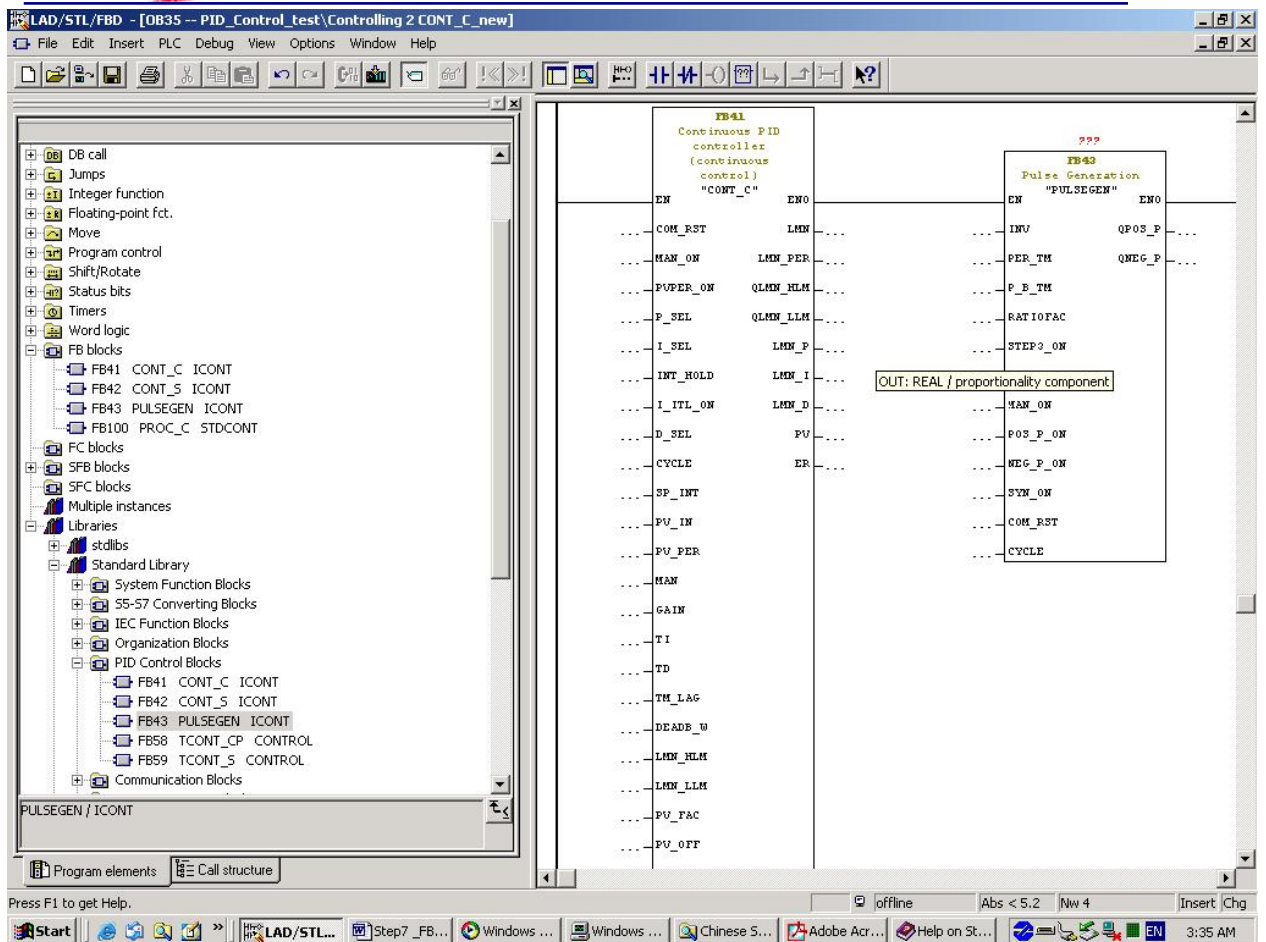 LAD/STL/FBD - [OB35 -- PID_Control_test\Controlling 2 CONT_C_new]
File Edit Insert PLC Debug View Options Window Help
DB call
Jumps
Integer function
Floating-point fct.
Move
Program control
Shift/Rotate
Status bits
Timers
Word logic
FB blocks
FB41 CONT_C ICONT
FB42 CONT_S ICONT
FB43 PULSEGEN ICONT
FB100 PROC_C STDCONT
FC blocks
SFB blocks
SFC blocks
Multiple instances
Libraries
stdlibs
Standard Library
System Function Blocks
S5-S7 Converting Blocks
IEC Function Blocks
Organization Blocks
PID Control Blocks
FB41 CONT_C ICONT
FB42 CONT_S ICONT
FB43 PULSEGEN ICONT
FB58 TCONT_CP CONTROL
FB59 TCONT_S CONTROL
Communication Blocks
PULSEGEN / ICONT
Program elements Call structure
FB41
Continuous PID
controller
(continuous
control)
"CONT_C"
EN ENO
... COM_RST LMN ...
... MAN_ON LMN_PER ...
... PVPER_ON QLMN_HLM ...
... P_SEL QLMN_LLM ...
... I_SEL LMN_P ...
... INT_HOLD LMN_I ...
... I_ITL_ON LMN_D ...
... D_SEL PV ...
... CYCLE ER ...
... SP_INT
... PV_IN
... PV_PER
... MAN
... GAIN
... TI
... TD
... TM_LAG
... DEADB_W
... LMN_HLM
... LMN_LLM
... PV_FAC
... PV_OFF
???
FB43
Pulse Generation
"PULSEGEN"
EN ENO
... INV QPOS_P ...
... PER_TM QNEG_P ...
... P_B_TM
... RATIOFAC
... STEP3_ON
OUT: REAL / proportionality component
... MAN_ON
... POS_P_ON
... NEG_P_ON
... SYN_ON
... COM_RST
... CYCLE
Press F1 to get Help.
offline Abs < 5.2 Nw 4 Insert Chg
Start » LAD/STL... Step7 _FB... Windows ... Windows ... Chinese S... Adobe Acr... Help on St... EN 3:35 AM